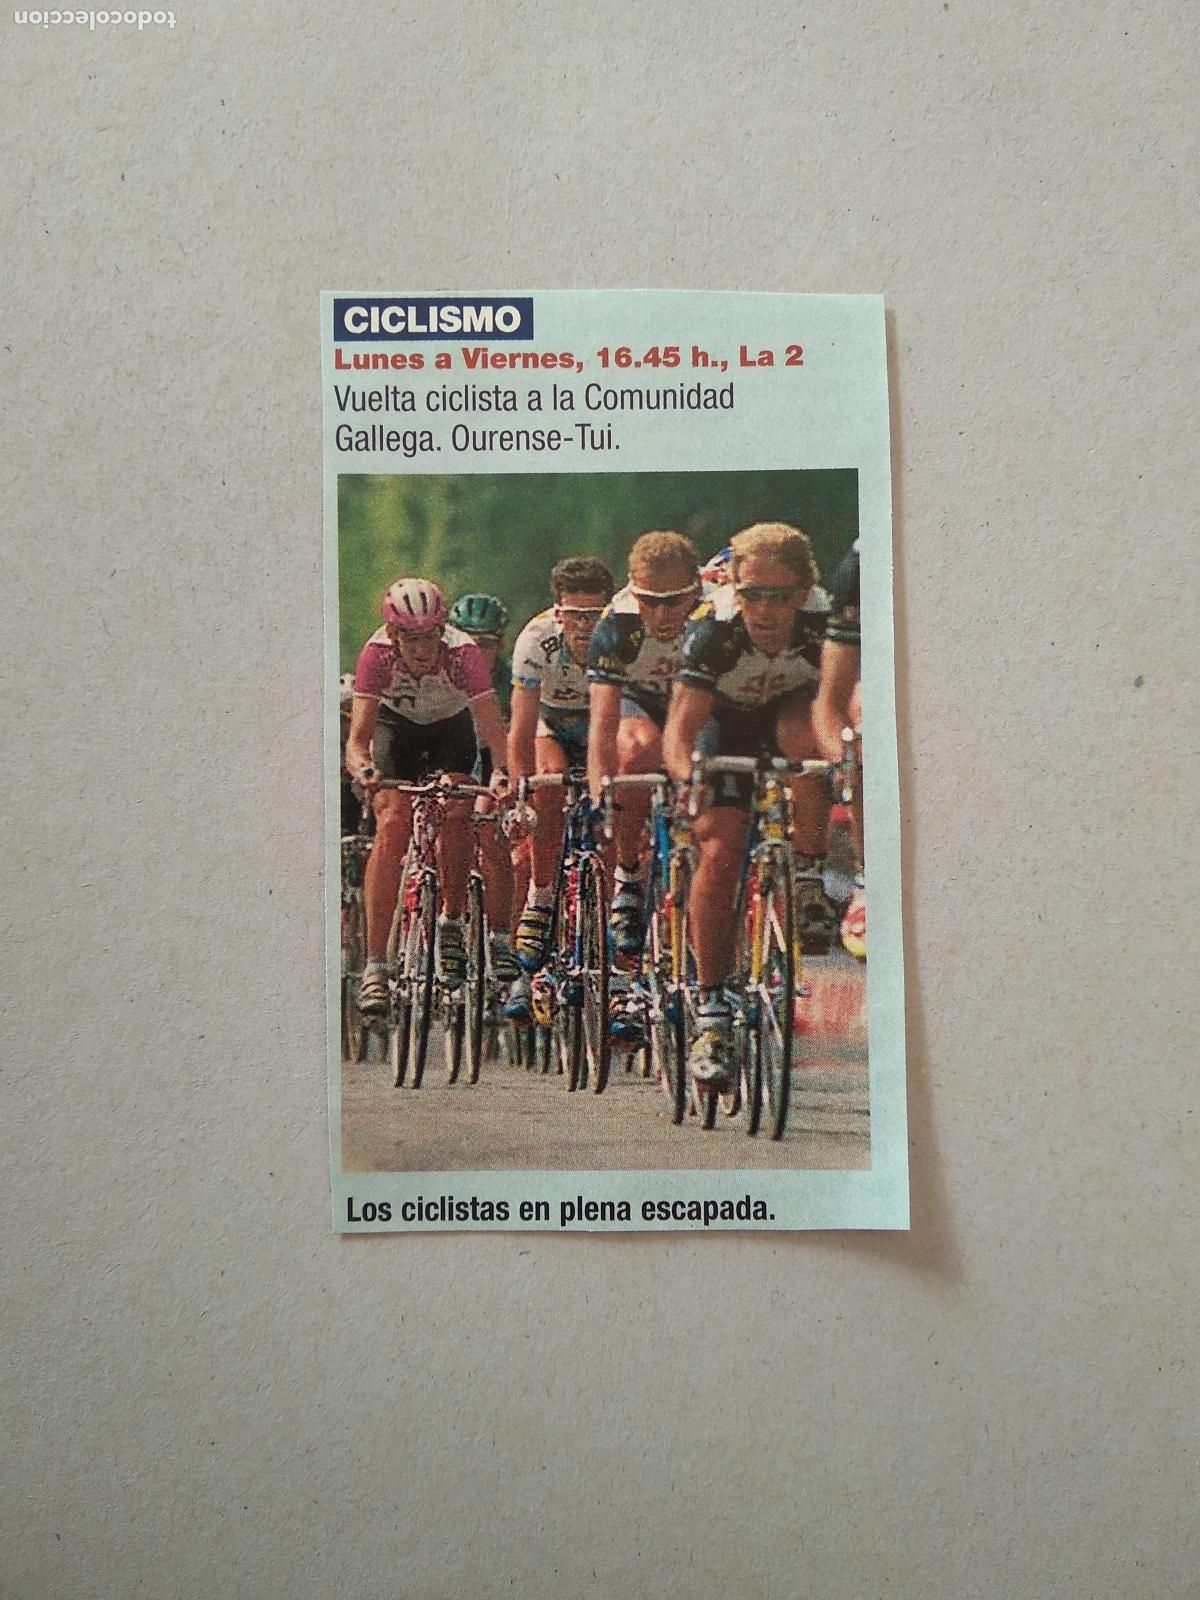 todocoleccion
CICLISMO
Lunes a Viernes, 16.45 h., La 2
Vuelta ciclista a la Comunidad
Gallega. Ourense-Tui.
Los ciclistas en plena escapada.